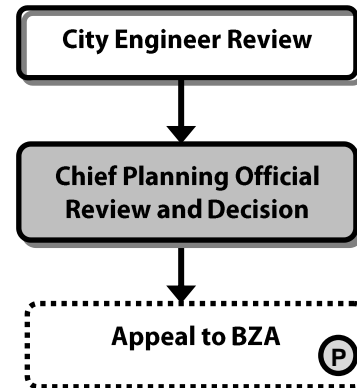 City Engineer Review
Chief Planning Official
Review and Decision
Appeal to BZA
P